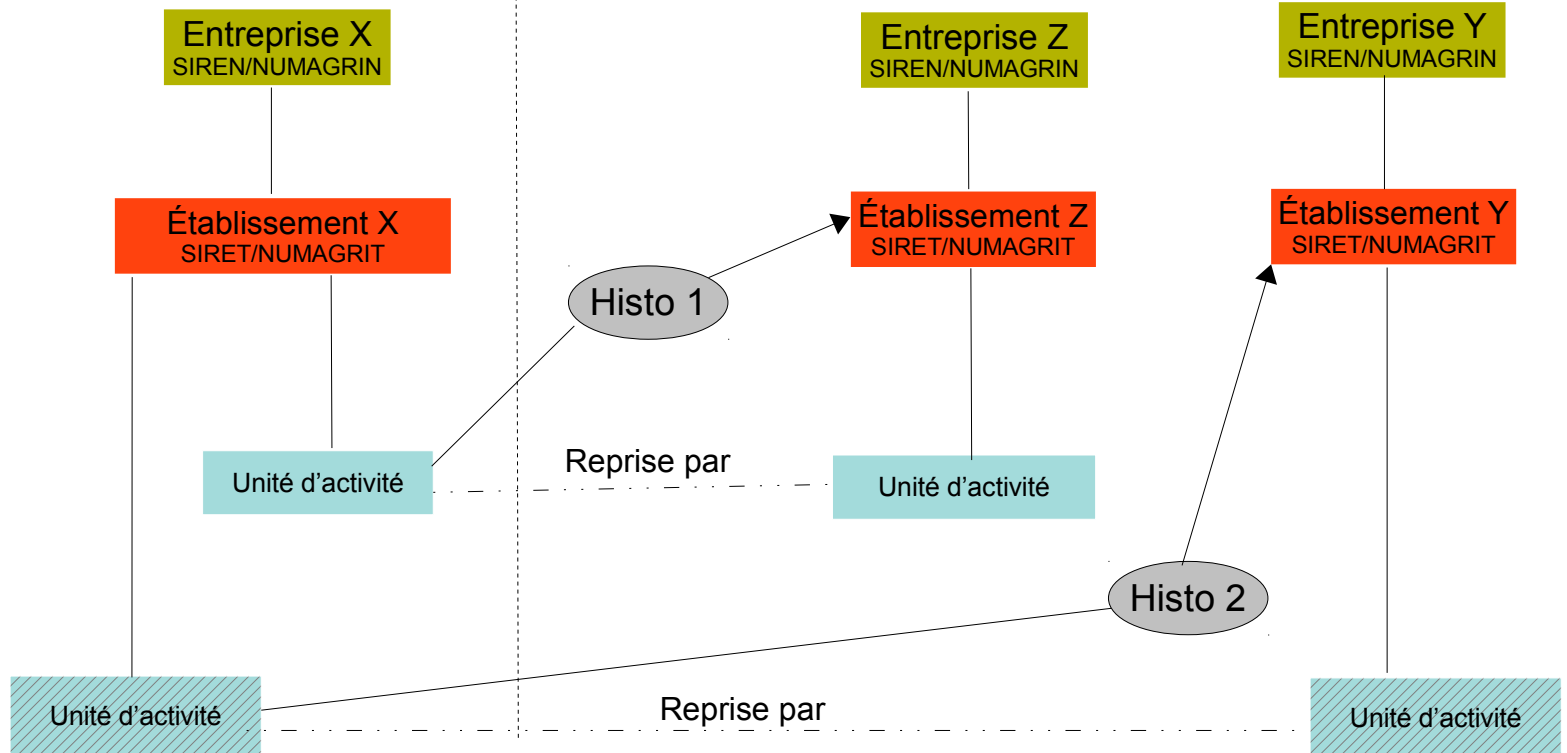 Entreprise X
SIREN/NUMAGRIN
Entreprise Z
SIREN/NUMAGRIN
Entreprise Y
SIREN/NUMAGRIN
Établissement X
SIRET/NUMAGRIT
Établissement Z
SIRET/NUMAGRIT
Établissement Y
SIRET/NUMAGRIT
Histo 1
Reprise par
Unité d'activité
Unité d'activité
Histo 2
Unité d'activité
Reprise par
Unité d'activité